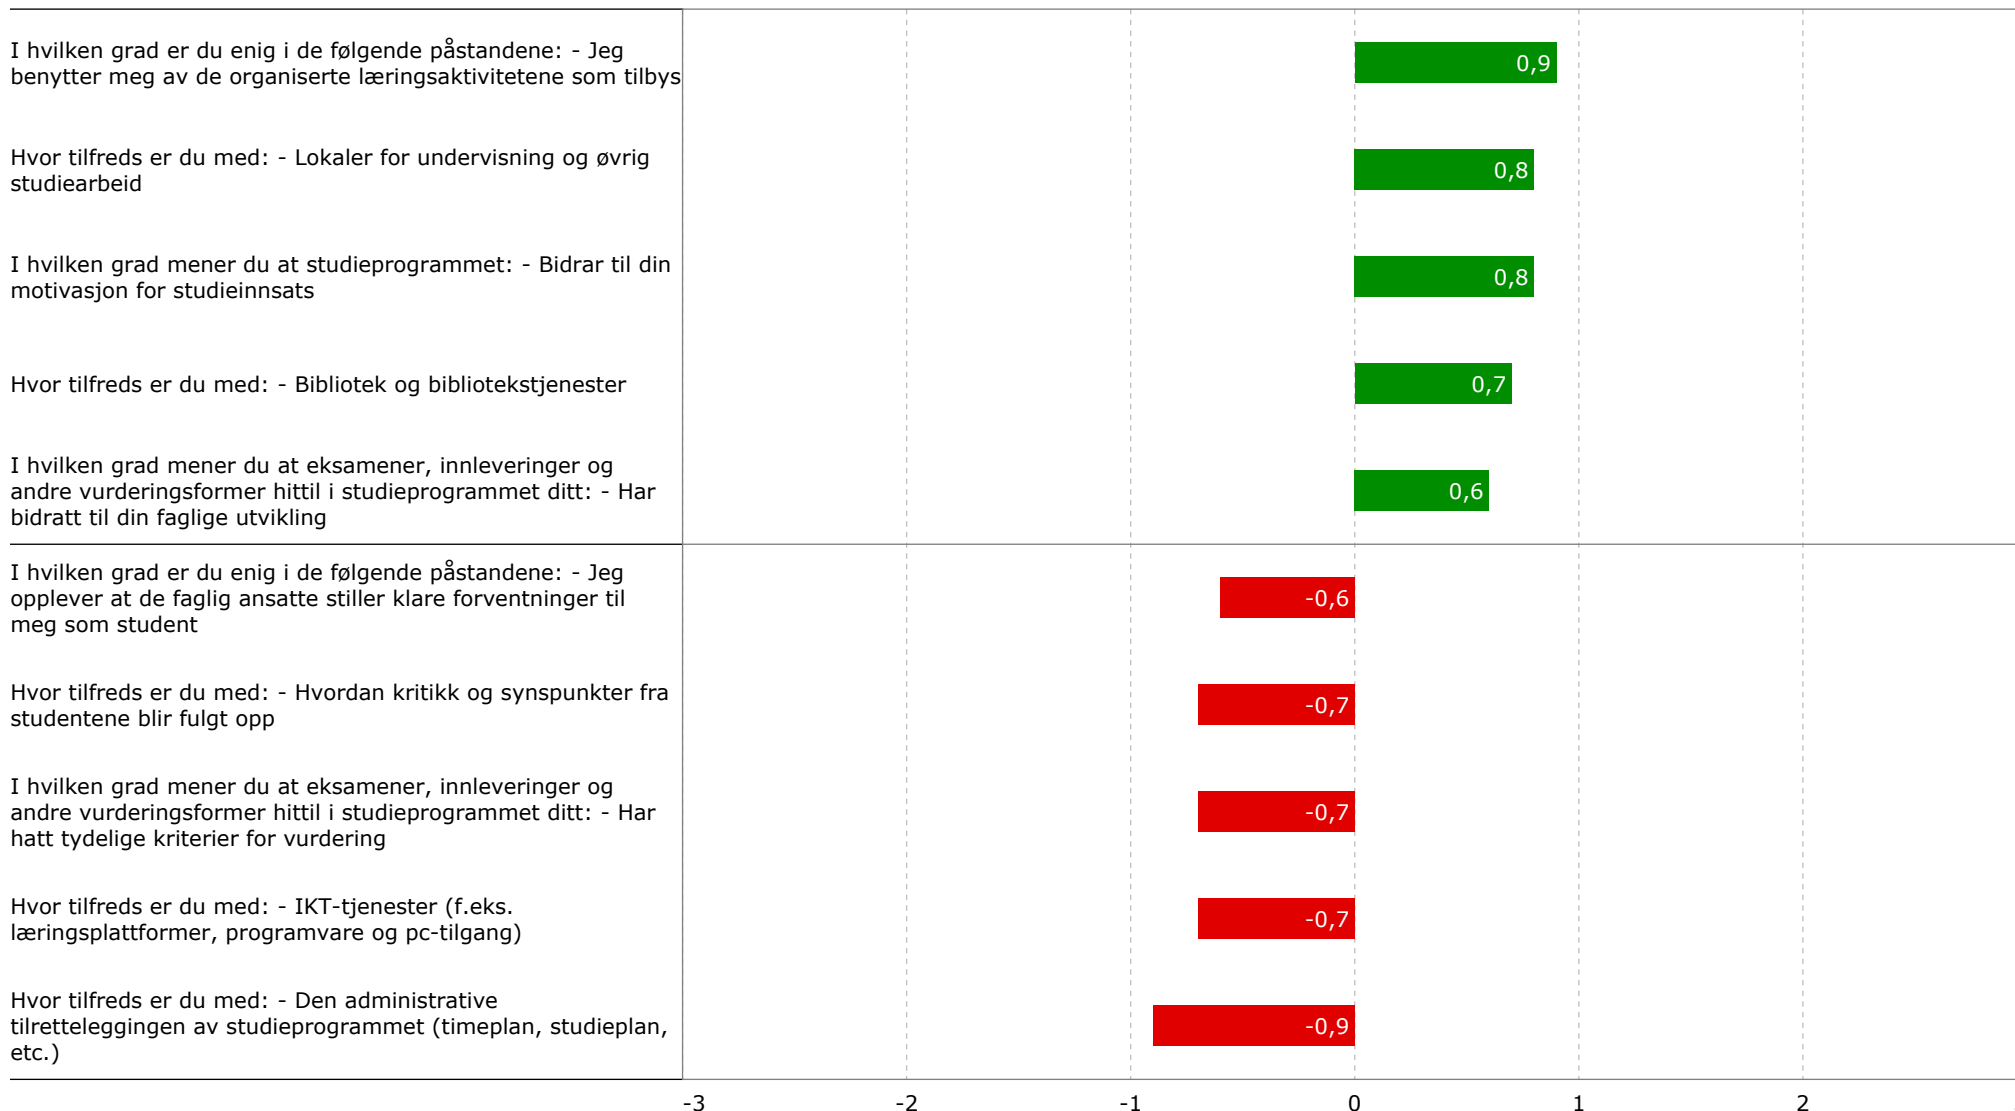 I hvilken grad er du enig i de følgende påstandene: - Jeg
benytter meg av de organiserte læringsaktivitetene som tilbys
0,9
Hvor tilfreds er du med: - Lokaler for undervisning og øvrig
studiearbeid
0,8
I hvilken grad mener du at studieprogrammet: - Bidrar til din
motivasjon for studieinnsats
0,8
Hvor tilfreds er du med: - Bibliotek og bibliotekstjenester
0,7
I hvilken grad mener du at eksamener, innleveringer og
andre vurderingsformer hittil i studieprogrammet ditt: - Har
bidratt til din faglige utvikling
0,6
I hvilken grad er du enig i de følgende påstandene: - Jeg
opplever at de faglig ansatte stiller klare forventninger til
meg som student
-0,6
Hvor tilfreds er du med: - Hvordan kritikk og synspunkter fra
studentene blir fulgt opp
-0,7
I hvilken grad mener du at eksamener, innleveringer og
andre vurderingsformer hittil i studieprogrammet ditt: - Har
hatt tydelige kriterier for vurdering
-0,7
Hvor tilfreds er du med: - IKT-tjenester (f.eks.
læringsplattformer, programvare og pc-tilgang)
-0,7
Hvor tilfreds er du med: - Den administrative
tilretteleggingen av studieprogrammet (timeplan, studieplan,
etc.)
-0,9
-3 -2 -1 0 1 2